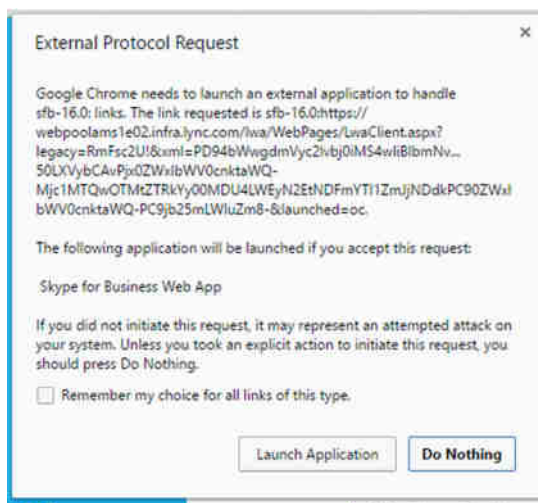 External Protocol Request
Google Chrome needs to launch an external application to handle
sfb-16.0: links. The link requested is sfb-16.0:https://
webpoolams1e02.infra.lync.com/lwa/WebPages/LwaClient.aspx?
legacy=RmFsc2U!&xml=PD94bWwgdmVyc2lvbj0iMS4wIiBlbmNv...
50LXVybCAvPjx0ZWxlbWV0cnktaWQ-
Mjc1MTQwOTMtZTRkYy00MDU4LWEyN2EtNDFmYTI1ZmJjNDdkPC90ZWxl
bWV0cnktaWQ-PC9jb25mLWluZm8-&launched=oc.
The following application will be launched if you accept this request:
Skype for Business Web App
If you did not initiate this request, it may represent an attempted attack on
your system. Unless you took an explicit action to initiate this request, you
should press Do Nothing.
Remember my choice for all links of this type.
Launch Application Do Nothing